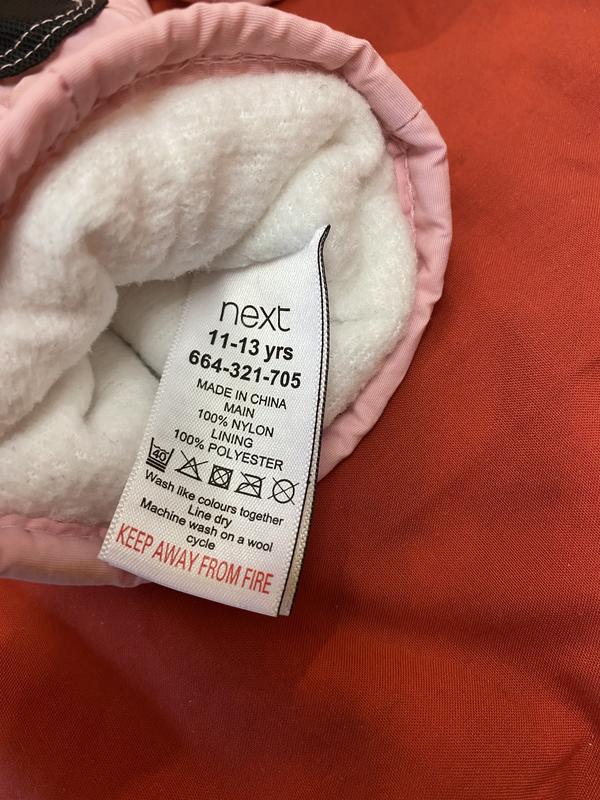 next
11-13 yrs
664-321-705
MADE IN CHINA
MAIN
100% NYLON
LINING
100% POLYESTER
40
Wash like colours together
Line dry
Machine wash on a wool
cycle
KEEP AWAY FROM FIRE